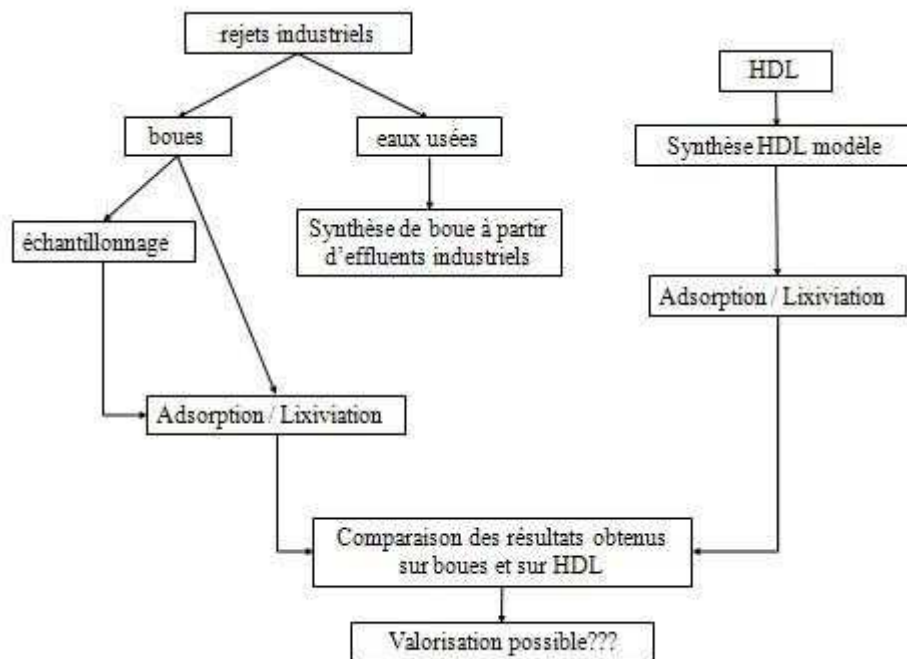 rejets industriels
HDL
boues
eaux usées
Synthèse HDL modèle
échantillonnage
Synthèse de boue à partir
d'effluents industriels
Adsorption / Lixiviation
Adsorption / Lixiviation
Comparaison des résultats obtenus
sur boues et sur HDL
Valorisation possible???